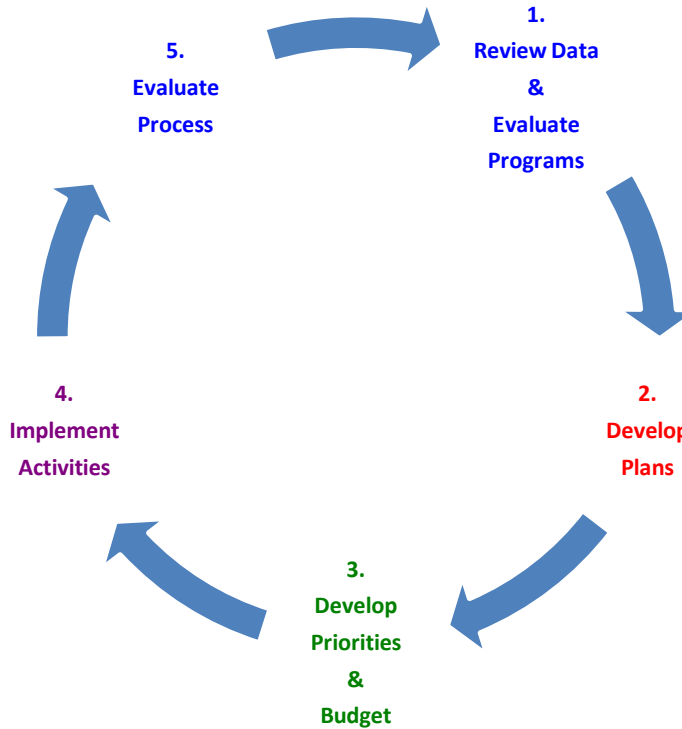 1.
Review Data
&
Evaluate
Programs
2.
Develop
Plans
3.
Develop
Priorities
&
Budget
4.
Implement
Activities
5.
Evaluate
Process